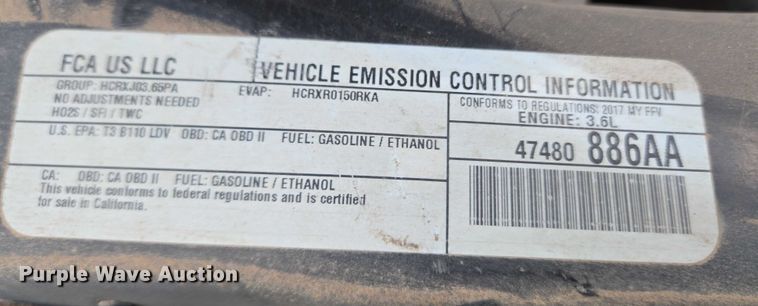 FCA US LLC
VEHICLE EMISSION CONTROL INFORMATION
GROUP: HCRXJ03.65PA
EVAP: HCRXR0150RKA
NO ADJUSTMENTS NEEDED
HO2S / SFI / TWC
CONFORMS TO REGULATIONS: 2017 MY FFV
ENGINE: 3.6L
U.S. EPA: T3 B110 LDV OBD: CA OBD II FUEL: GASOLINE / ETHANOL
47480 886AA
CA: OBD: CA OBD II FUEL: GASOLINE / ETHANOL
This vehicle conforms to federal regulations and is certified
for sale in California.
Purple Wave Auction